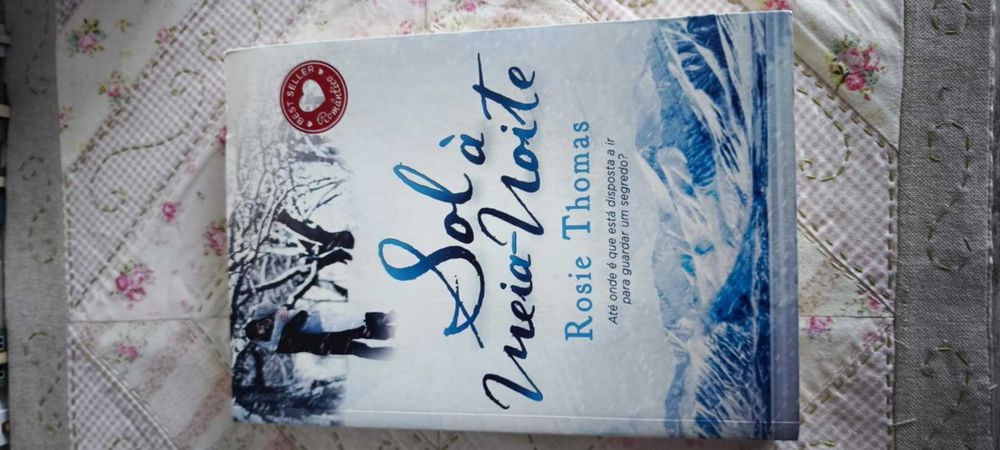 BEST SELLER
Romântico
Sol à
Meia-Noite
Rosie Thomas
Até onde é que está disposta a ir
para guardar um segredo?